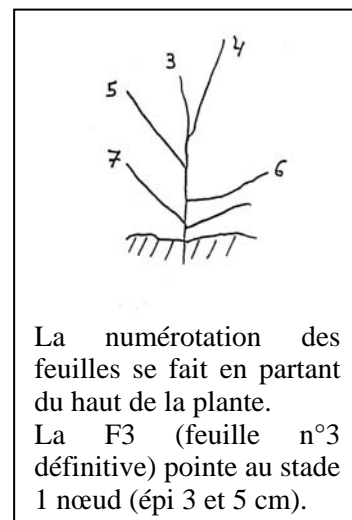 3
4
5
7
6
La numérotation des
feuilles se fait en partant
du haut de la plante.
La F3 (feuille n°3
définitive) pointe au stade
1 nœud (épi 3 et 5 cm).